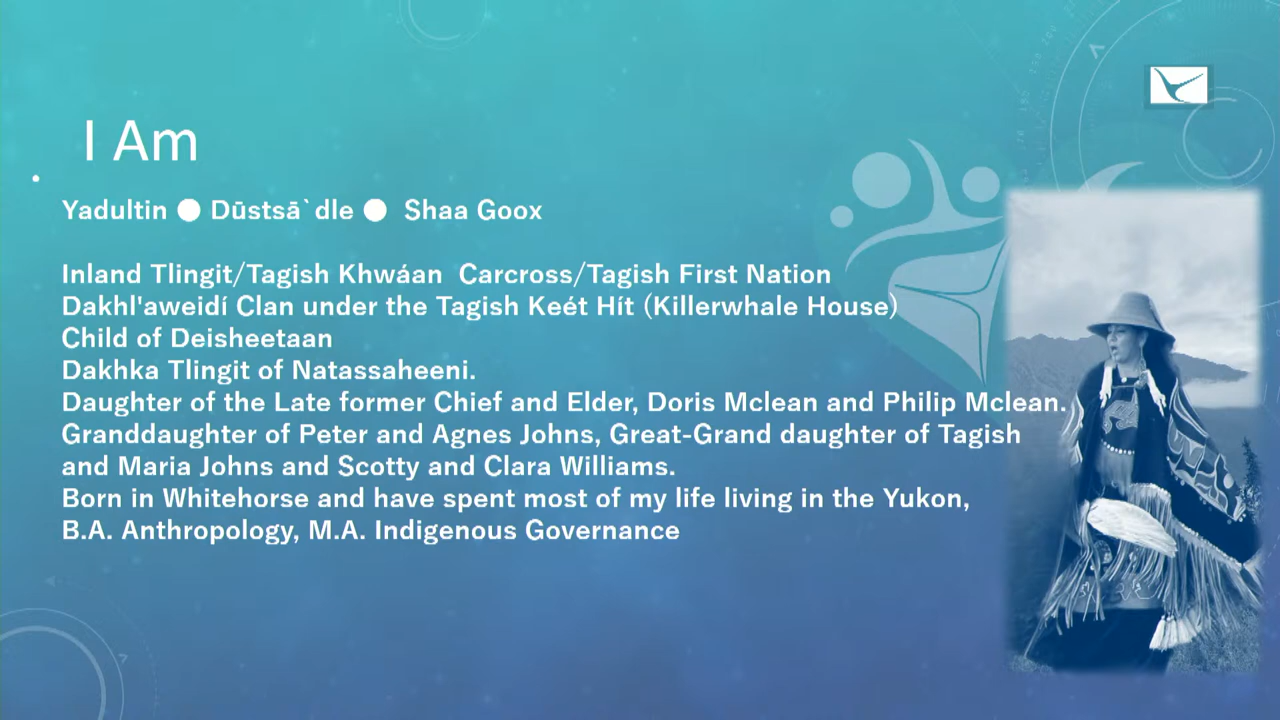 I Am
Yadultin ● Dūstsā`dle ● Shaa Goox
Inland Tlingit/Tagish Khwáan Carcross/Tagish First Nation
Dakhl'aweidí Clan under the Tagish Keét Hít (Killerwhale House)
Child of Deisheetaan
Dakhka Tlingit of Natassaheeni.
Daughter of the Late former Chief and Elder, Doris Mclean and Philip Mclean.
Granddaughter of Peter and Agnes Johns, Great-Grand daughter of Tagish
and Maria Johns and Scotty and Clara Williams.
Born in Whitehorse and have spent most of my life living in the Yukon,
B.A. Anthropology, M.A. Indigenous Governance